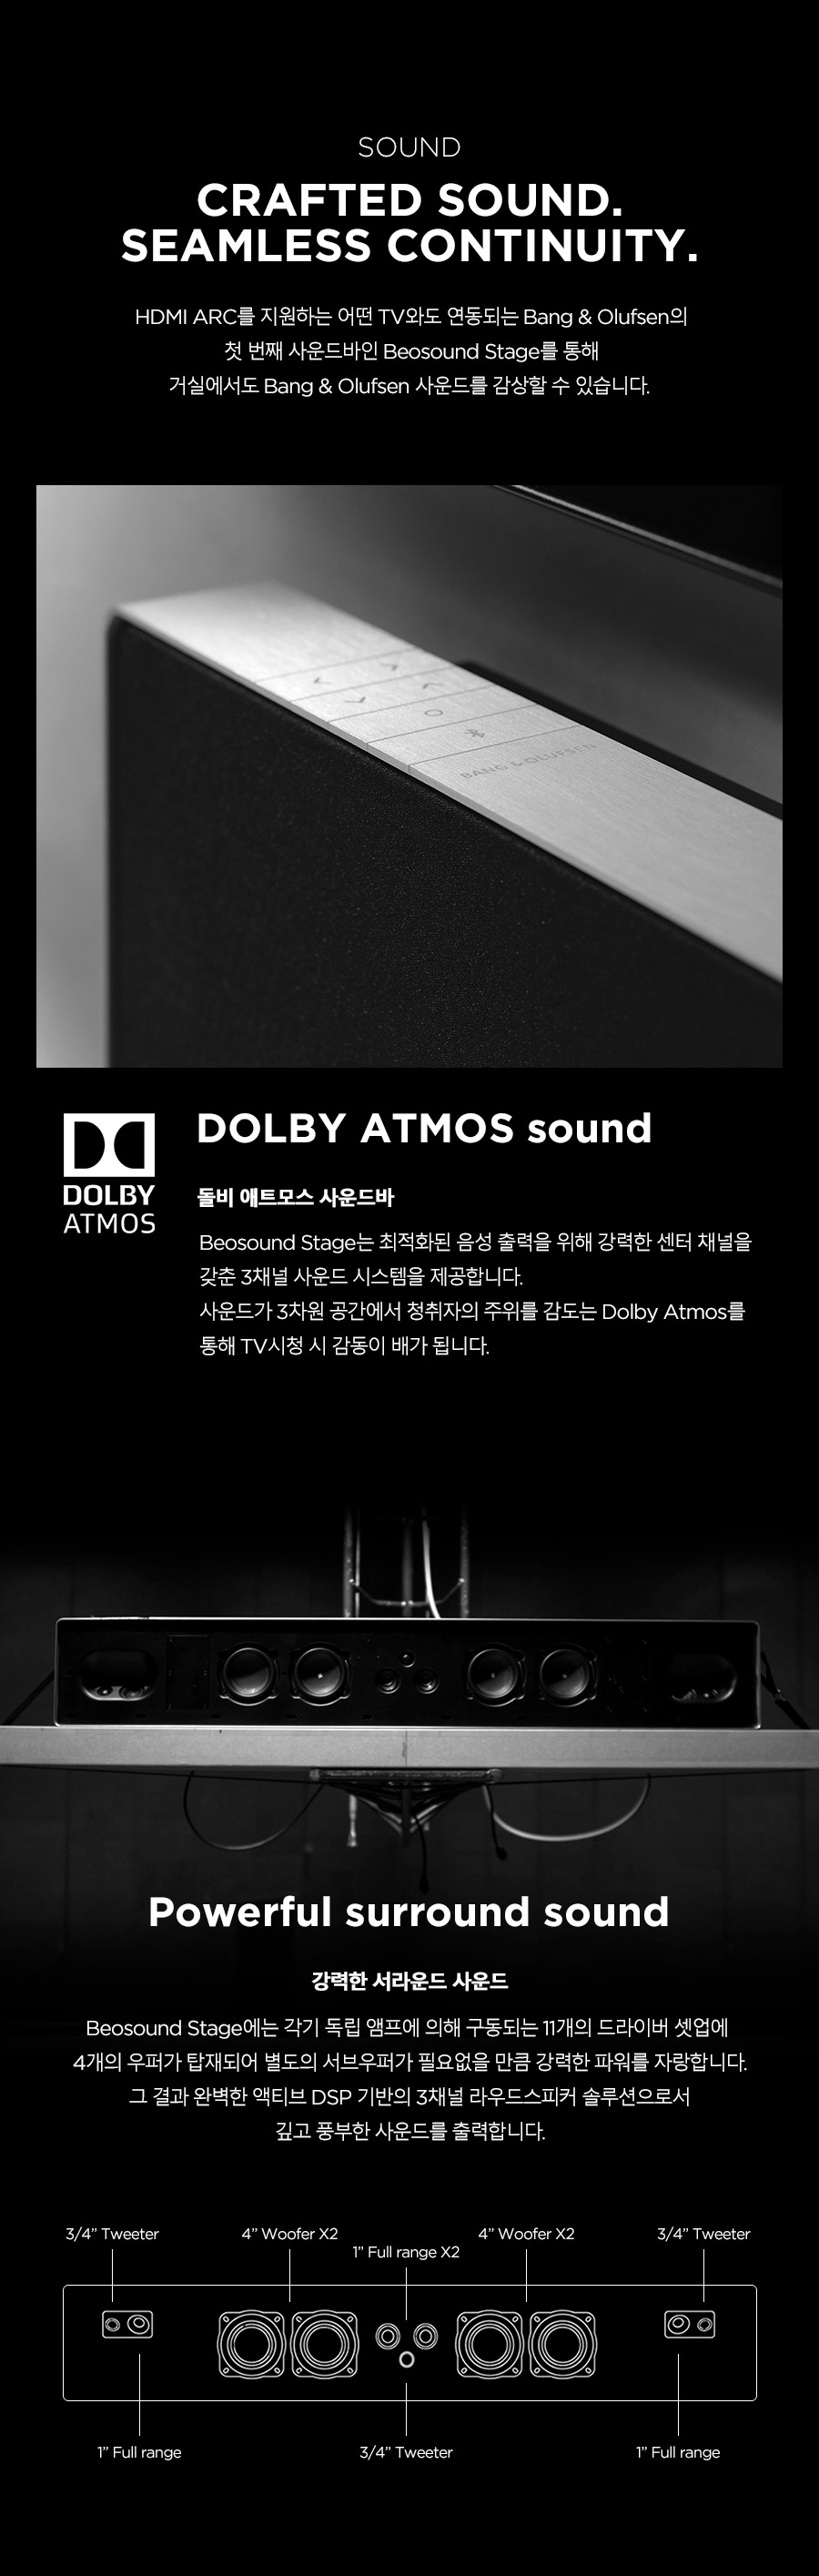 SOUND
CRAFTED SOUND.
SEAMLESS CONTINUITY.
HDMI ARC를 지원하는 어떤 TV와도 연동되는 Bang & Olufsen의
첫 번째 사운드바인 Beosound Stage를 통해
거실에서도 Bang & Olufsen 사운드를 감상할 수 있습니다.
BANG & OLUFSEN
DOLBY
ATMOS
DOLBY ATMOS sound
돌비 애트모스 사운드바
Beosound Stage는 최적화된 음성 출력을 위해 강력한 센터 채널을
갖춘 3채널 사운드 시스템을 제공합니다.
사운드가 3차원 공간에서 청취자의 주위를 감도는 Dolby Atmos를
통해 TV시청 시 감동이 배가 됩니다.
Powerful surround sound
강력한 서라운드 사운드
Beosound Stage에는 각기 독립 앰프에 의해 구동되는 11개의 드라이버 셋업에
4개의 우퍼가 탑재되어 별도의 서브우퍼가 필요없을 만큼 강력한 파워를 자랑합니다.
그 결과 완벽한 액티브 DSP 기반의 3채널 라우드스피커 솔루션으로서
깊고 풍부한 사운드를 출력합니다.
3/4” Tweeter
4” Woofer X2
1” Full range X2
4” Woofer X2
3/4” Tweeter
1” Full range
3/4” Tweeter
1” Full range